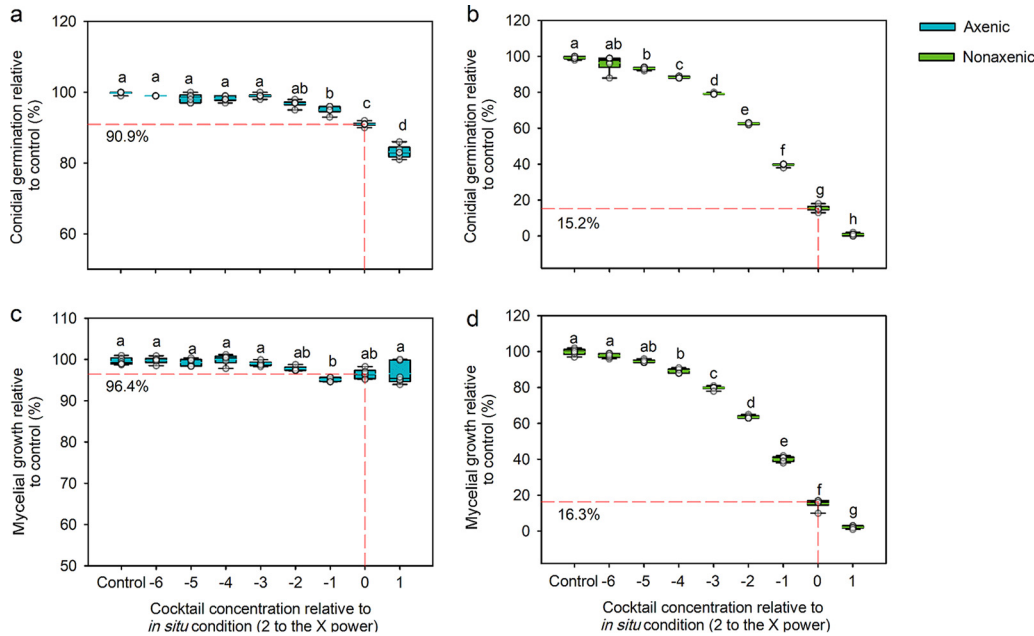 a
120
100
80
60
Conidial germination relative
to control (%)
a a a a a ab b c d
90.9%
b
120
100
80
60
40
20
0
Conidial germination relative
to control (%)
a ab b c d e f g h
15.2%
Axenic
Nonaxenic
c
110
100
90
80
70
60
50
Mycelial growth relative
to control (%)
a a a a a ab b ab a
96.4%
Control -6 -5 -4 -3 -2 -1 0 1
Cocktail concentration relative to
in situ condition (2 to the X power)
d
120
100
80
60
40
20
0
Mycelial growth relative
to control (%)
a a ab b c d e f g
16.3%
Control -6 -5 -4 -3 -2 -1 0 1
Cocktail concentration relative to
in situ condition (2 to the X power)